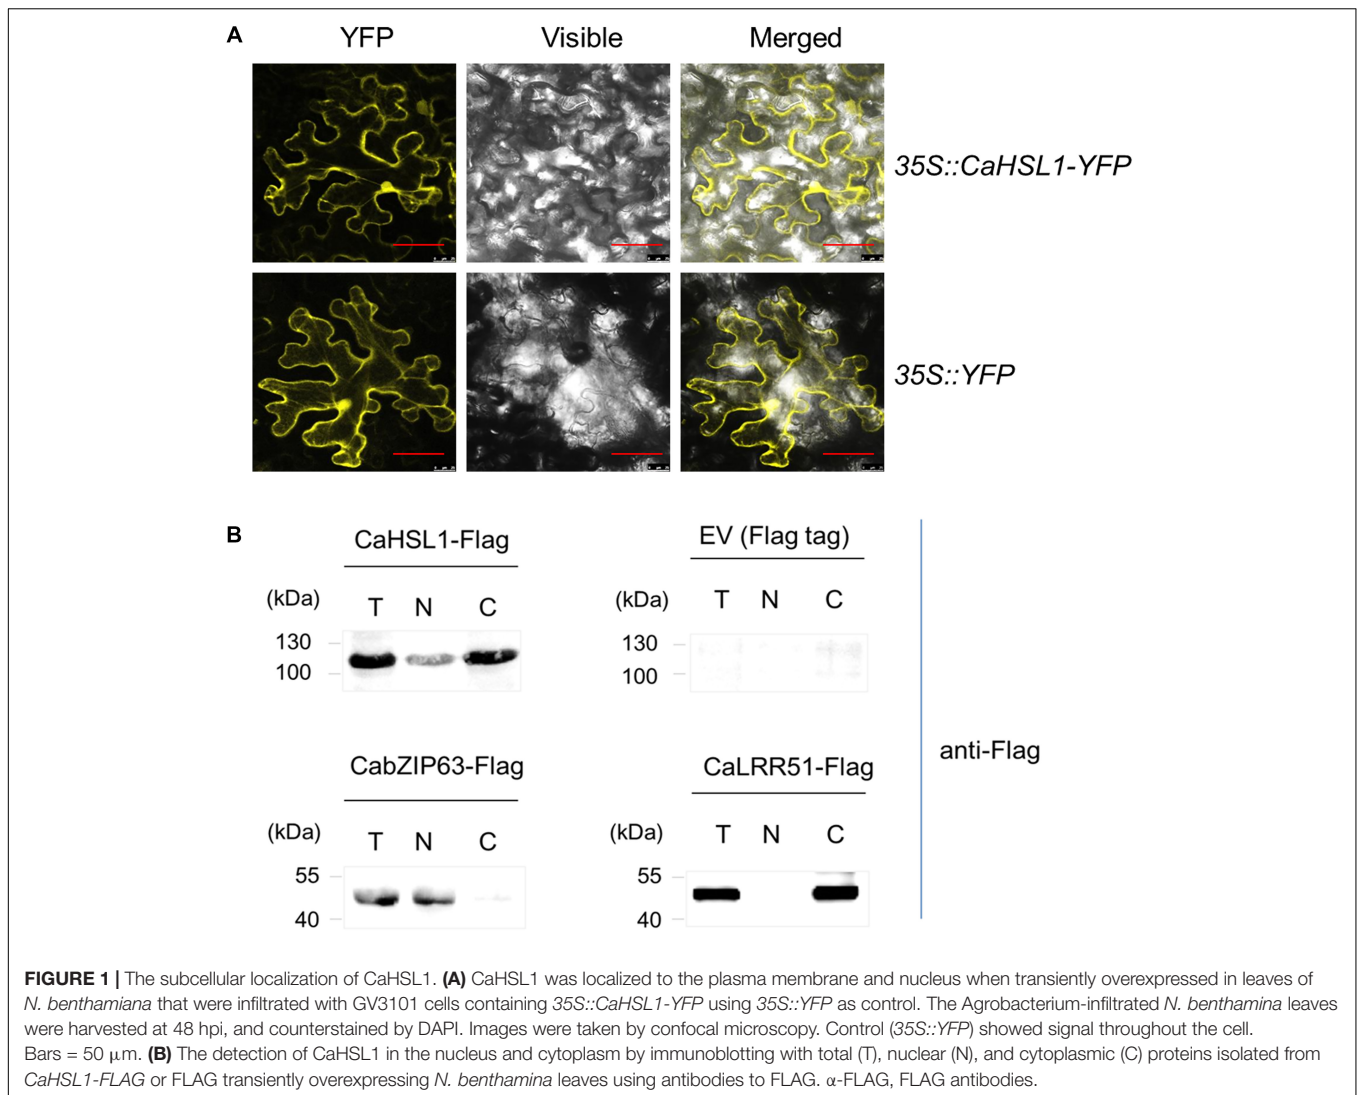 A
YFP Visible Merged
35S::CaHSL1-YFP
35S::YFP
B
CaHSL1-Flag EV (Flag tag)
(kDa) T N C (kDa) T N C
130 130
100 100
anti-Flag
CabZIP63-Flag CaLRR51-Flag
(kDa) T N C (kDa) T N C
55 55
40 40
FIGURE 1 | The subcellular localization of CaHSL1. (A) CaHSL1 was localized to the plasma membrane and nucleus when transiently overexpressed in leaves of
N. benthamiana that were infiltrated with GV3101 cells containing 35S::CaHSL1-YFP using 35S::YFP as control. The Agrobacterium-infiltrated N. benthamina leaves
were harvested at 48 hpi, and counterstained by DAPI. Images were taken by confocal microscopy. Control (35S::YFP) showed signal throughout the cell.
Bars = 50 μm. (B) The detection of CaHSL1 in the nucleus and cytoplasm by immunoblotting with total (T), nuclear (N), and cytoplasmic (C) proteins isolated from
CaHSL1-FLAG or FLAG transiently overexpressing N. benthamina leaves using antibodies to FLAG. α-FLAG, FLAG antibodies.